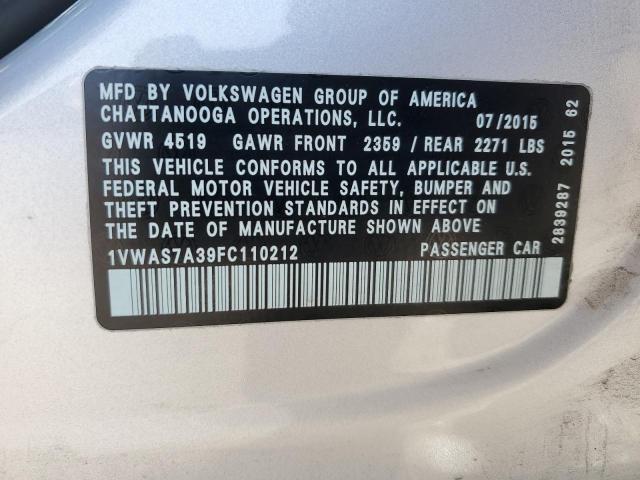 MFD BY VOLKSWAGEN GROUP OF AMERICA
CHATTANOOGA OPERATIONS, LLC. 07/2015
GVWR 4519 GAWR FRONT 2359 / REAR 2271 LBS
THIS VEHICLE CONFORMS TO ALL APPLICABLE U.S.
FEDERAL MOTOR VEHICLE SAFETY, BUMPER AND
THEFT PREVENTION STANDARDS IN EFFECT ON
THE DATE OF MANUFACTURE SHOWN ABOVE
1VWAS7A39FC110212 PASSENGER CAR
2839287 2015 62